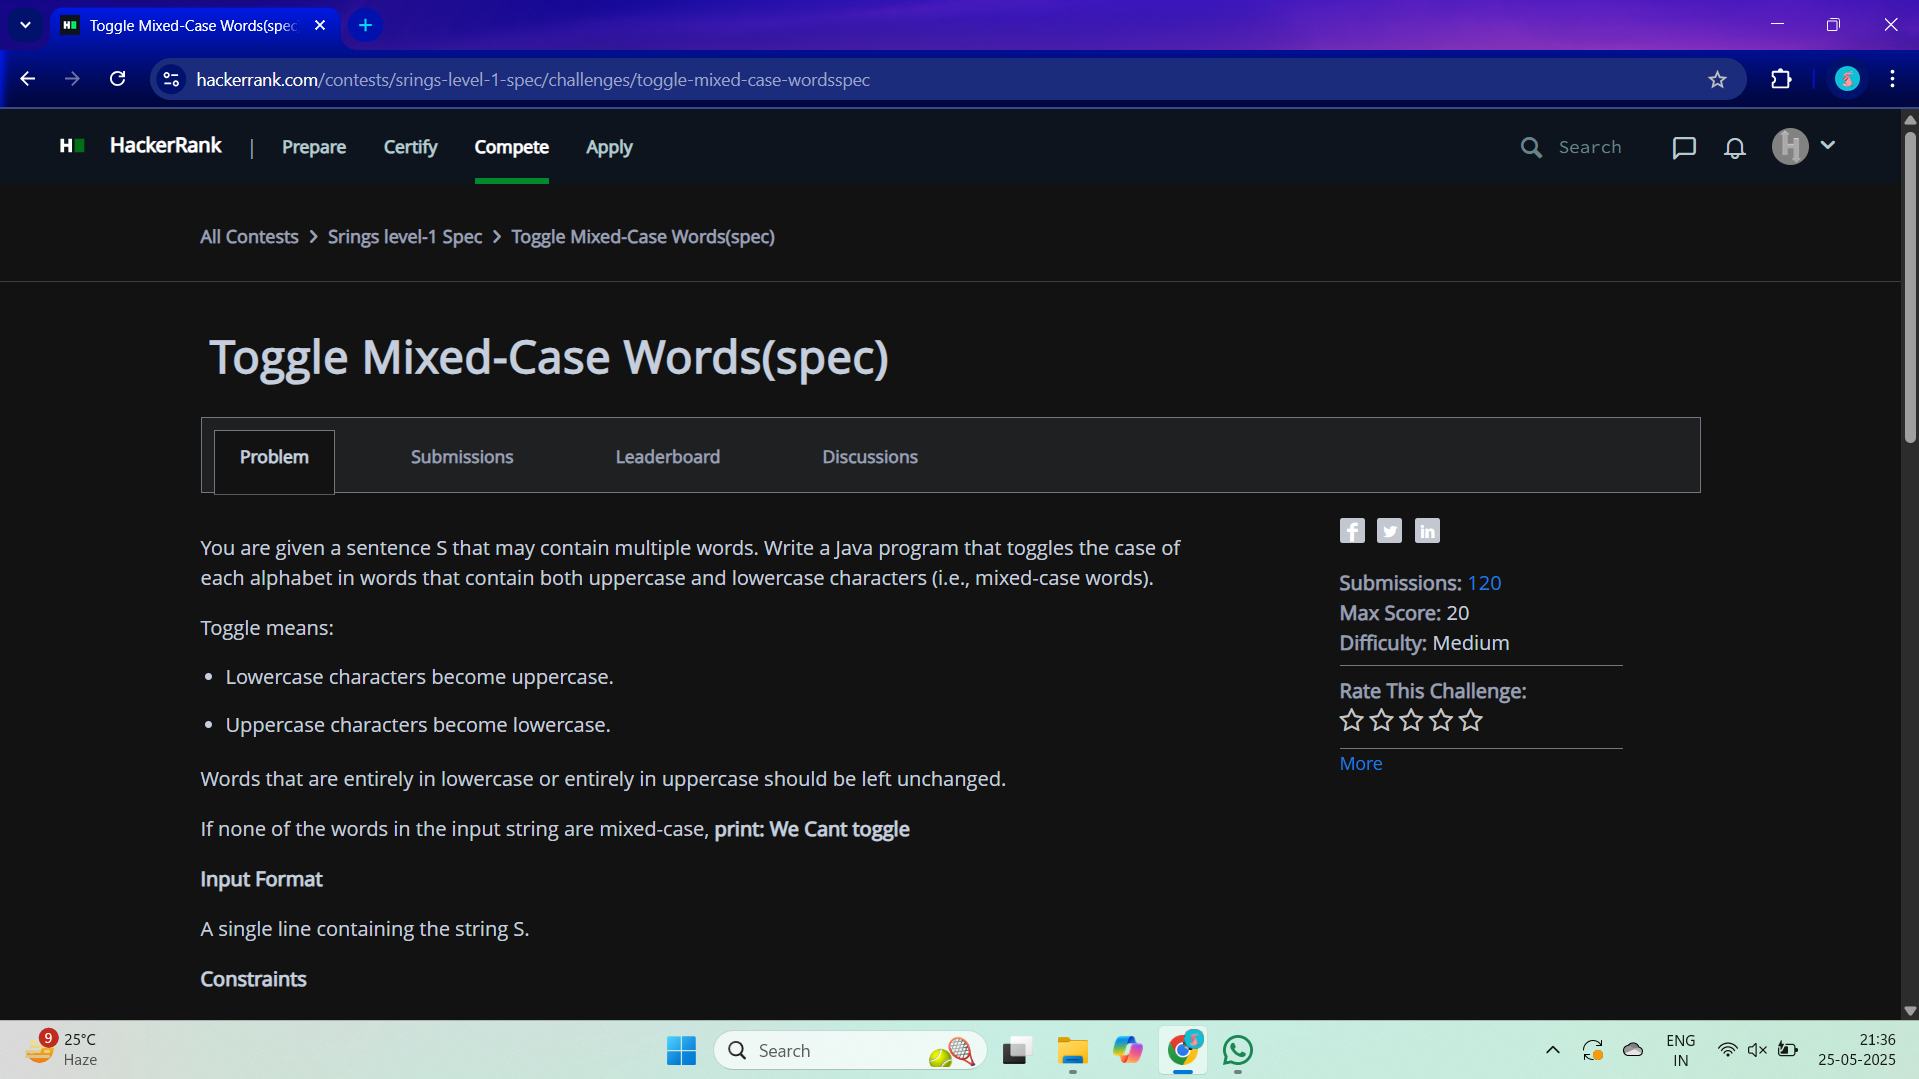 Toggle Mixed-Case Words(spec
hackerrank.com/contests/srings-level-1-spec/challenges/toggle-mixed-case-wordsspec
H
HackerRank | Prepare Certify Compete Apply Search
H
All Contests > Srings level-1 Spec > Toggle Mixed-Case Words(spec)
Toggle Mixed-Case Words(spec)
Problem Submissions Leaderboard Discussions
You are given a sentence S that may contain multiple words. Write a Java program that toggles the case of
each alphabet in words that contain both uppercase and lowercase characters (i.e., mixed-case words).
Toggle means:
• Lowercase characters become uppercase.
• Uppercase characters become lowercase.
Words that are entirely in lowercase or entirely in uppercase should be left unchanged.
If none of the words in the input string are mixed-case, print: We Cant toggle
Input Format
A single line containing the string S.
Constraints
f
in
Submissions: 120
Max Score: 20
Difficulty: Medium
Rate This Challenge:
More
9
25°C
Haze
Search
ENG
IN
21:36
25-05-2025